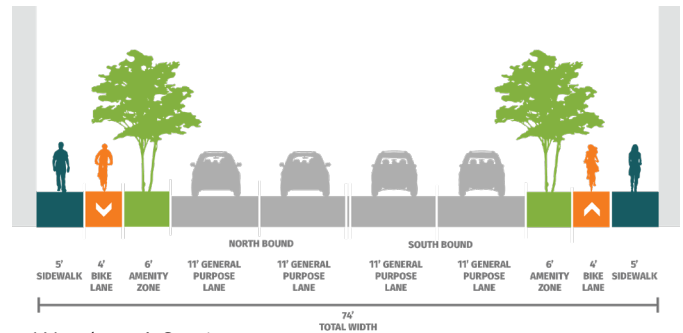 NORTH BOUND
SOUTH BOUND
5'
SIDEWALK
4'
BIKE
LANE
6'
AMENITY
ZONE
11' GENERAL
PURPOSE
LANE
11' GENERAL
PURPOSE
LANE
11' GENERAL
PURPOSE
LANE
11' GENERAL
PURPOSE
LANE
6'
AMENITY
ZONE
4'
BIKE
LANE
5'
SIDEWALK
74'
TOTAL WIDTH